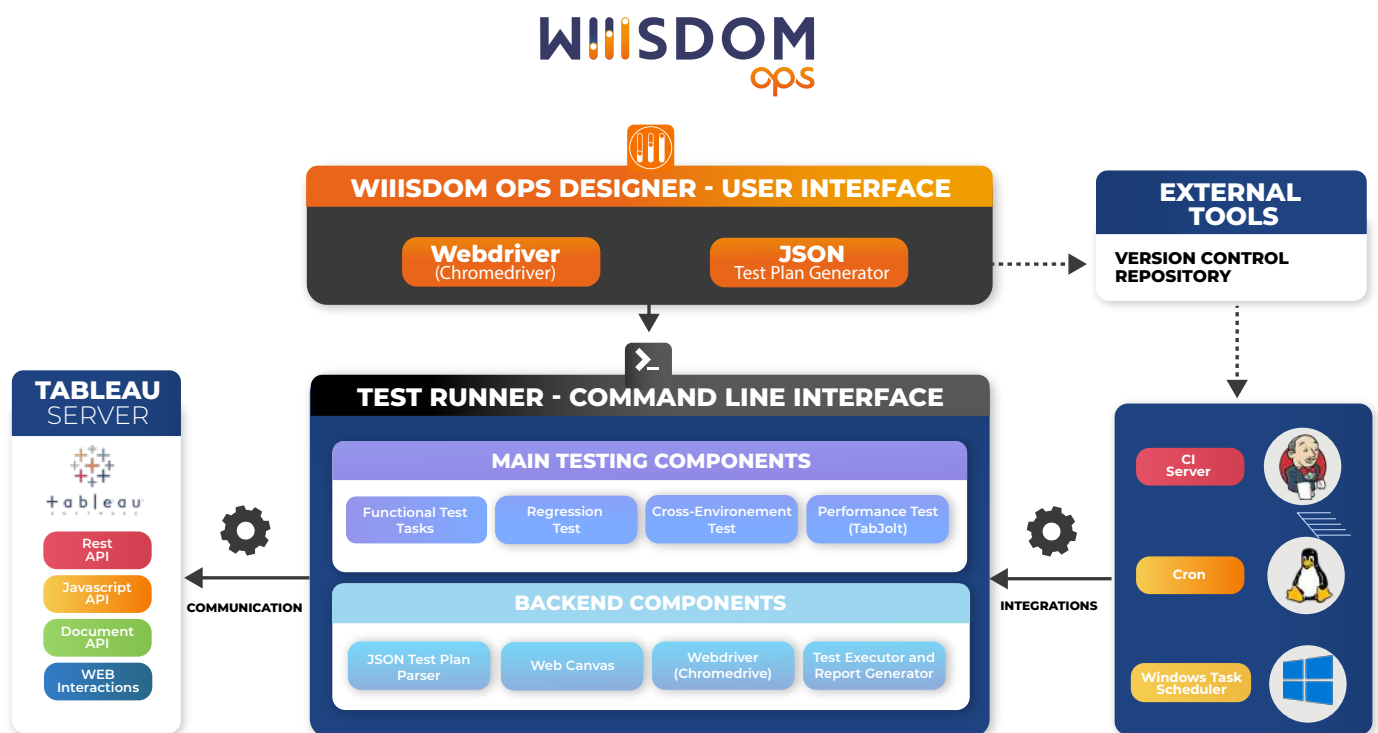 WIIISDOM
ops
WIIISDOM OPS DESIGNER - USER INTERFACE
Webdriver
(Chromedriver)
JSON
Test Plan Generator
EXTERNAL
TOOLS
VERSION CONTROL
REPOSITORY
TABLEAU
SERVER
+ableau
SOFTWARE
Rest
API
Javascript
API
Document
API
WEB
Interactions
COMMUNICATION
TEST RUNNER - COMMAND LINE INTERFACE
MAIN TESTING COMPONENTS
Functional Test
Tasks
Regression
Test
Cross-Environement
Test
Performance Test
(TabJolt)
BACKEND COMPONENTS
JSON Test Plan
Parser
Web Canvas
Webdriver
(Chromedrive)
Test Executor and
Report Generator
INTEGRATIONS
CI
Server
Cron
Windows Task
Scheduler